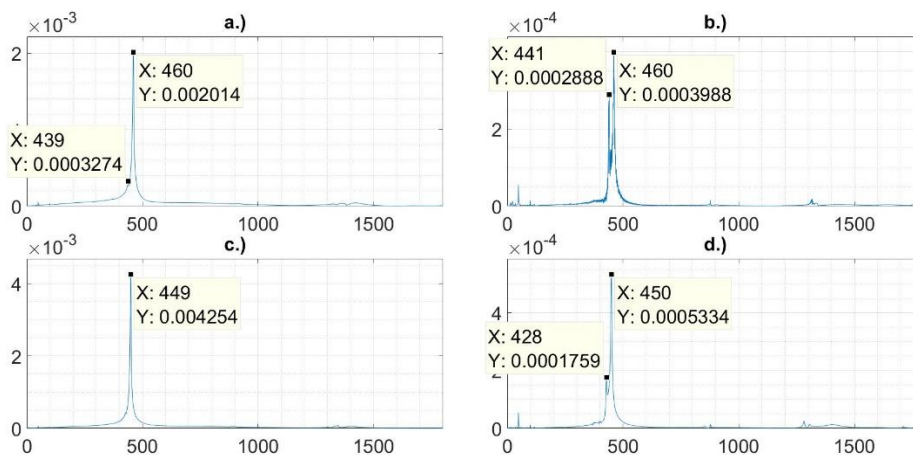 ×10⁻³ a.)
2
X: 460
Y: 0.002014
X: 439
Y: 0.0003274
0
0 500 1000 1500
×10⁻⁴ b.)
X: 441
Y: 0.0002888
X: 460
Y: 0.0003988
2
0
0 500 1000 1500
×10⁻³ c.)
4
X: 449
Y: 0.004254
2
0
0 500 1000 1500
×10⁻⁴ d.)
4
X: 450
Y: 0.0005334
X: 428
Y: 0.0001759
0
0 500 1000 1500